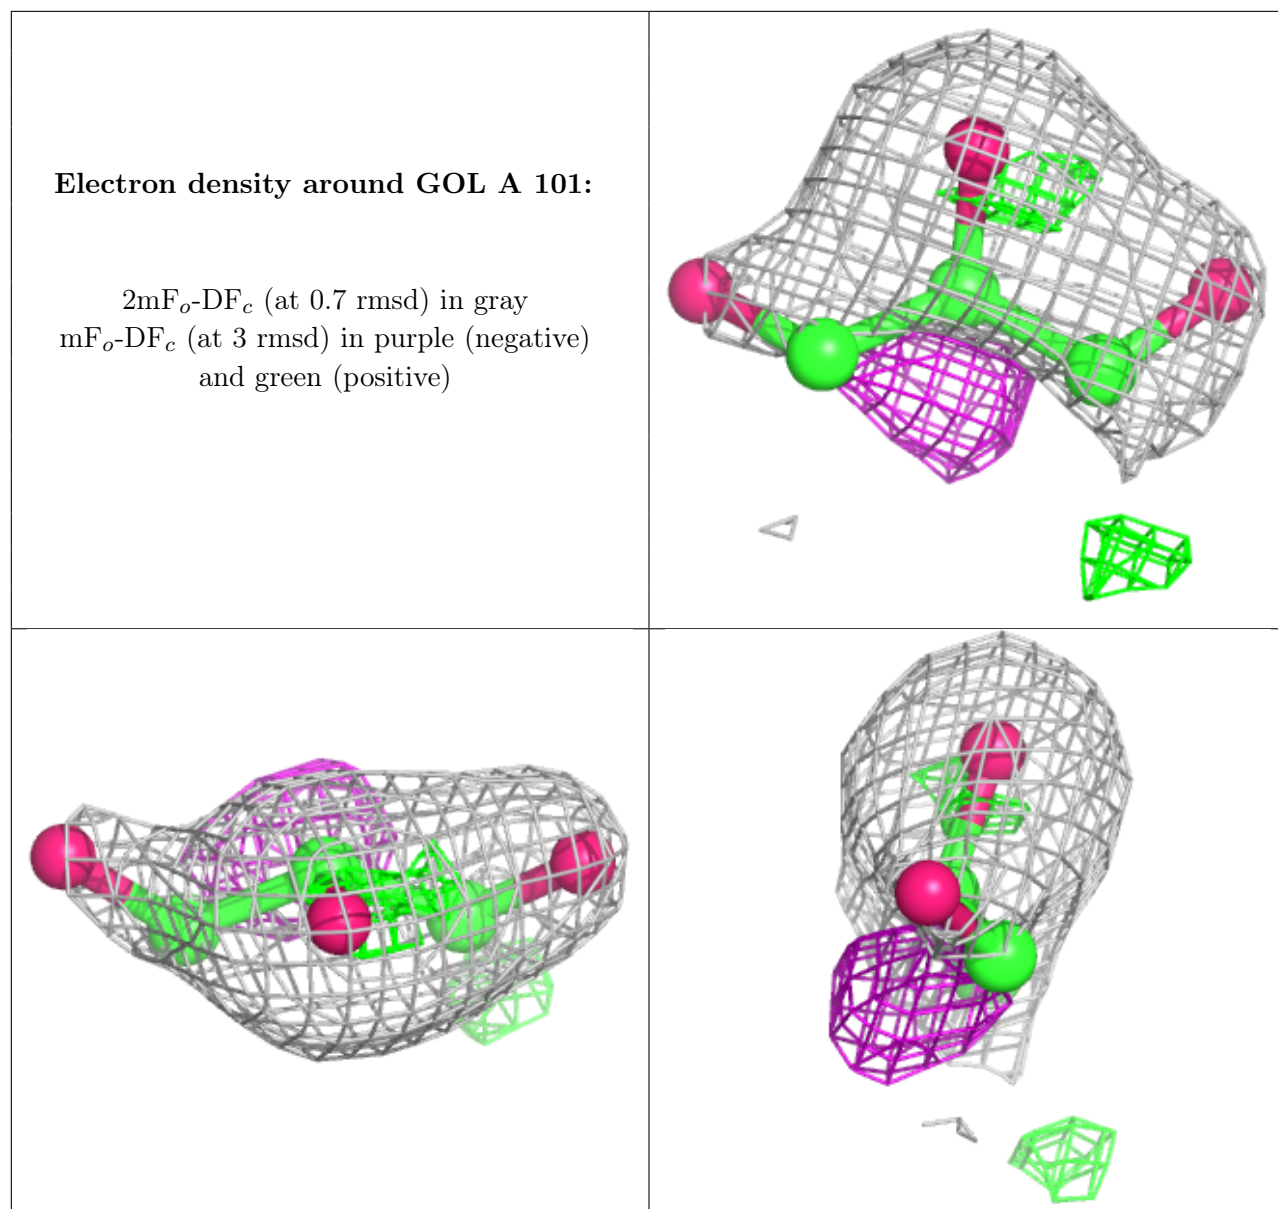 Electron density around GOL A 101:
2mFₒ-DF𝒸 (at 0.7 rmsd) in gray
mFₒ-DF𝒸 (at 3 rmsd) in purple (negative)
and green (positive)